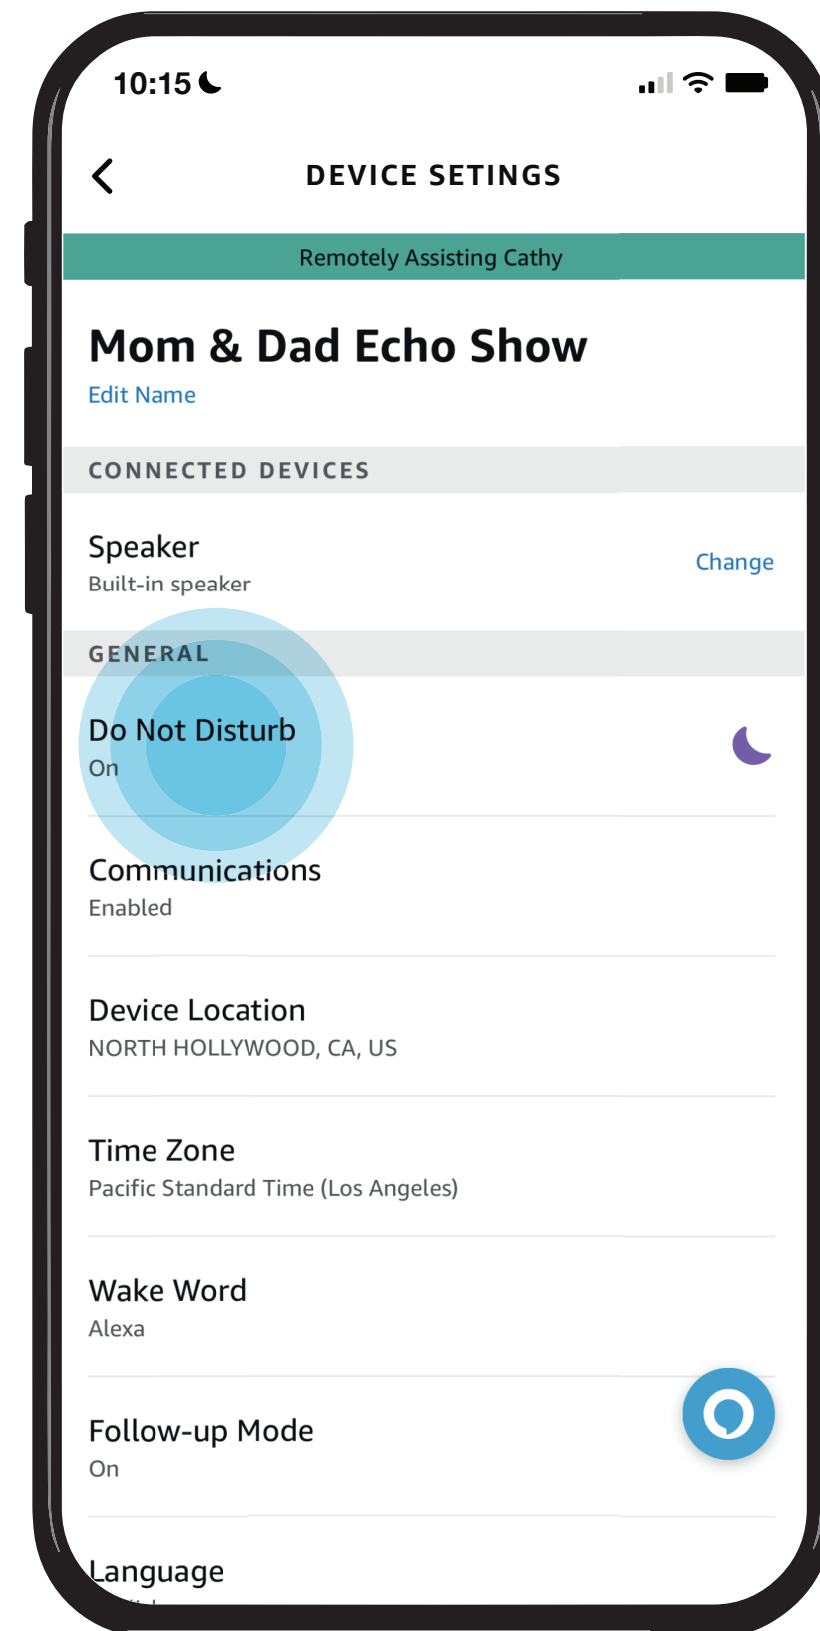 10:15
DEVICE SETINGS
Remotely Assisting Cathy
Mom & Dad Echo Show
Edit Name
CONNECTED DEVICES
Speaker
Built-in speaker
Change
GENERAL
Do Not Disturb
On
Communications
Enabled
Device Location
NORTH HOLLYWOOD, CA, US
Time Zone
Pacific Standard Time (Los Angeles)
Wake Word
Alexa
Follow-up Mode
On
Language